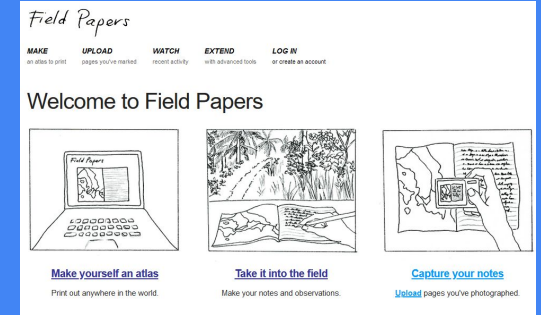 Field Papers
MAKE UPLOAD WATCH EXTEND LOG IN
an atlas to print pages you've marked recent activity with advanced tools or create an account
Welcome to Field Papers
Field Papers
Make yourself an atlas Take it into the field Capture your notes
Print out anywhere in the world. Make your notes and observations. Upload pages you've photographed.